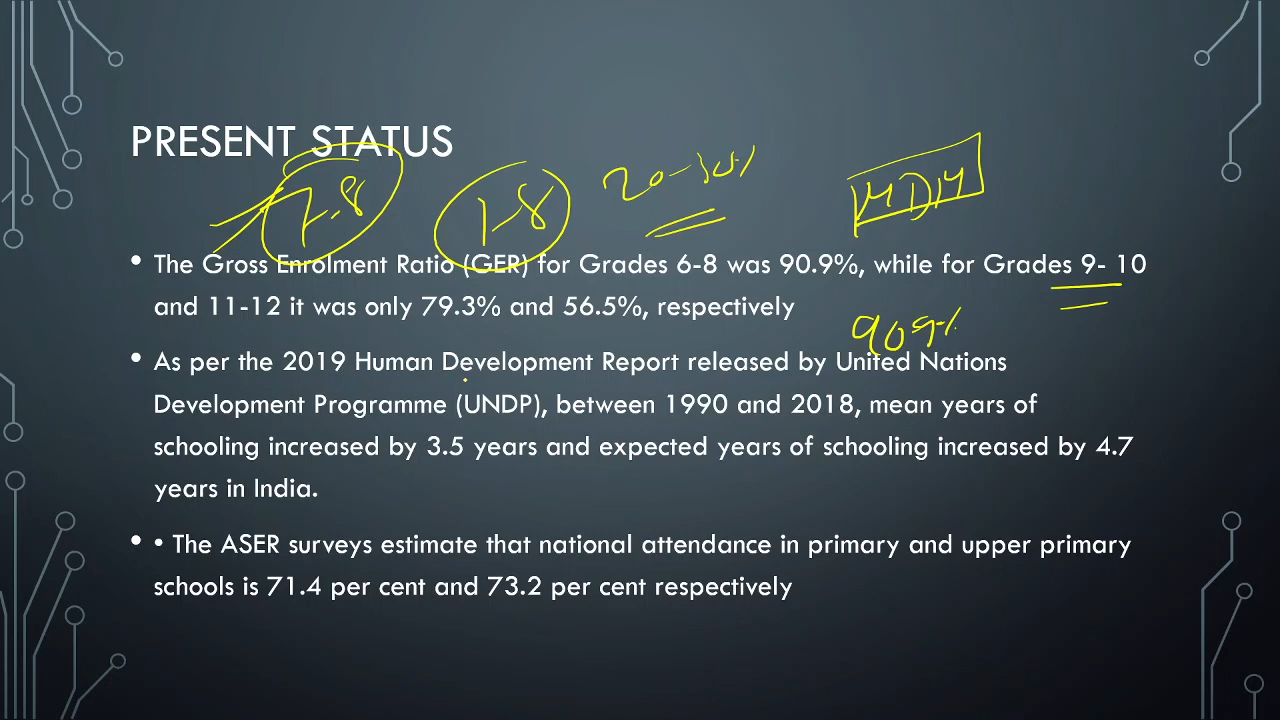 PRESENT STATUS
1-8
MDM
• The Gross Enrolment Ratio (GER) for Grades 6-8 was 90.9%, while for Grades 9- 10
and 11-12 it was only 79.3% and 56.5%, respectively
• As per the 2019 Human Development Report released by United Nations
Development Programme (UNDP), between 1990 and 2018, mean years of
schooling increased by 3.5 years and expected years of schooling increased by 4.7
years in India.
• • The ASER surveys estimate that national attendance in primary and upper primary
schools is 71.4 per cent and 73.2 per cent respectively